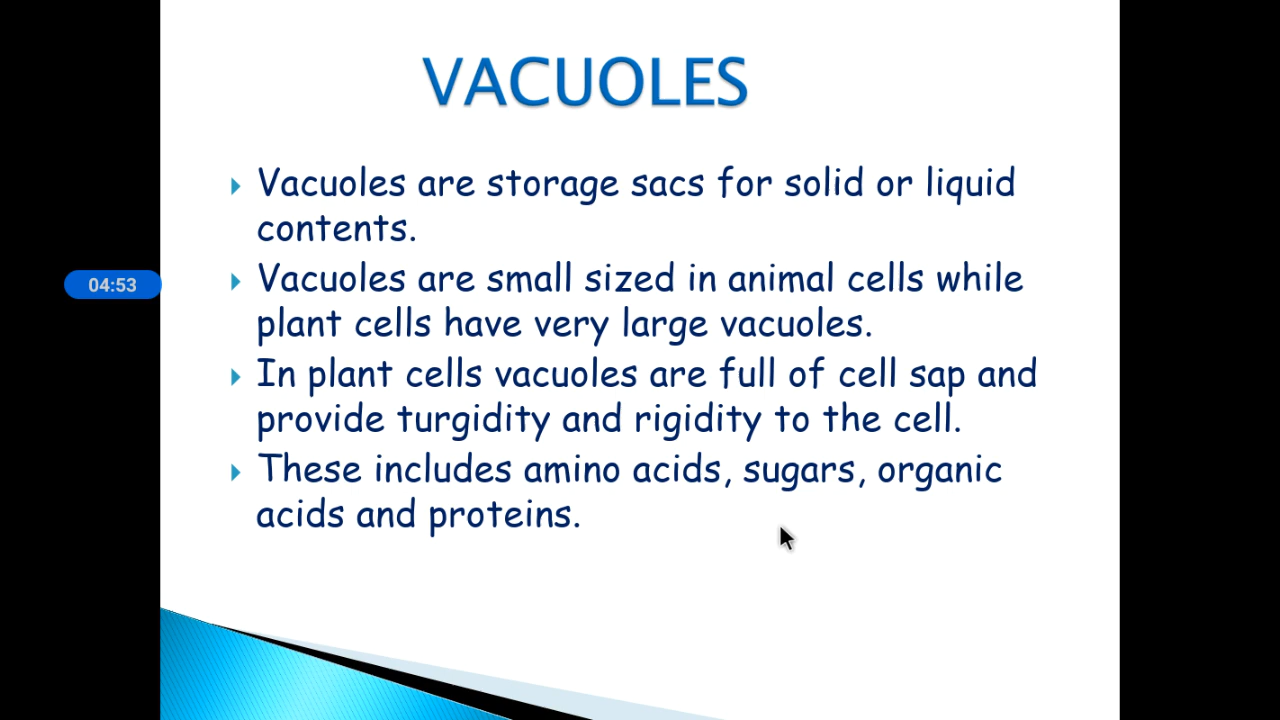 VACUOLES
Vacuoles are storage sacs for solid or liquid
contents.
Vacuoles are small sized in animal cells while
04:53
plant cells have very large vacuoles.
In plant cells vacuoles are full of cell sap and
provide turgidity and rigidity to the cell.
These includes amino acids, sugars, organic
acids and proteins.